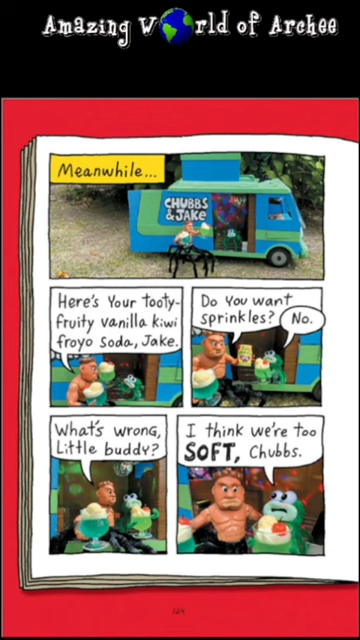 Amazing World of Archee
Meanwhile...
CHUBBS
& JAKE
Here's Your tooty-
fruity vanilla kiwi
froyo soda, Jake.
Do You want
sprinkles?
No.
What's wrong,
Little buddy?
I think we're too
SOFT, Chubbs.
124